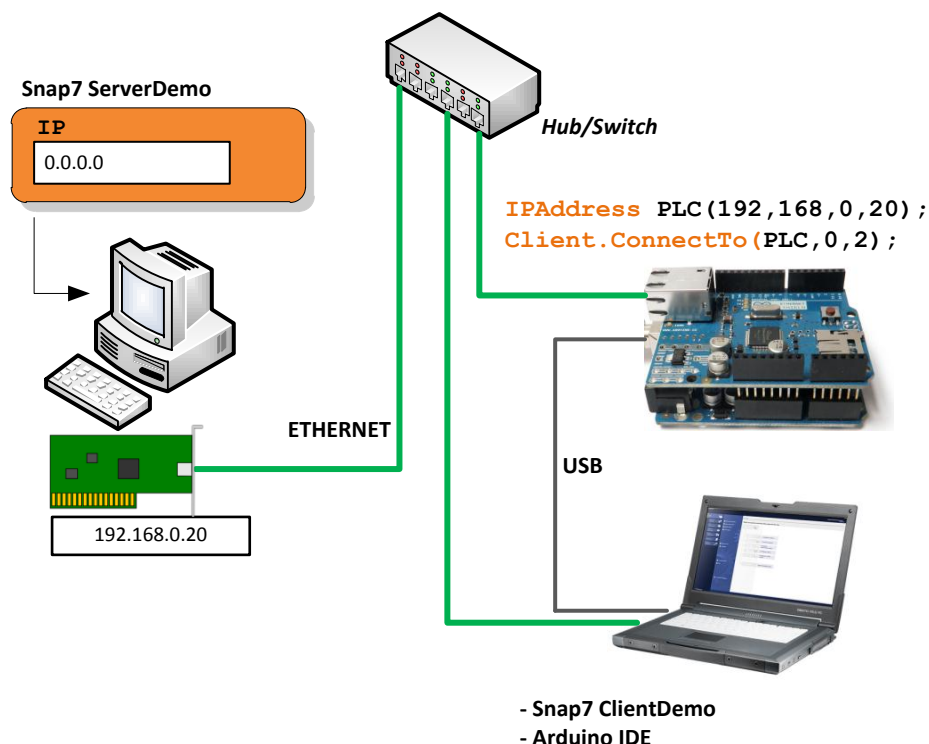 Snap7 ServerDemo
IP
0.0.0.0
Hub/Switch
IPAddress PLC(192,168,0,20);
Client.ConnectTo(PLC,0,2);
ETHERNET
USB
192.168.0.20
- Snap7 ClientDemo
- Arduino IDE